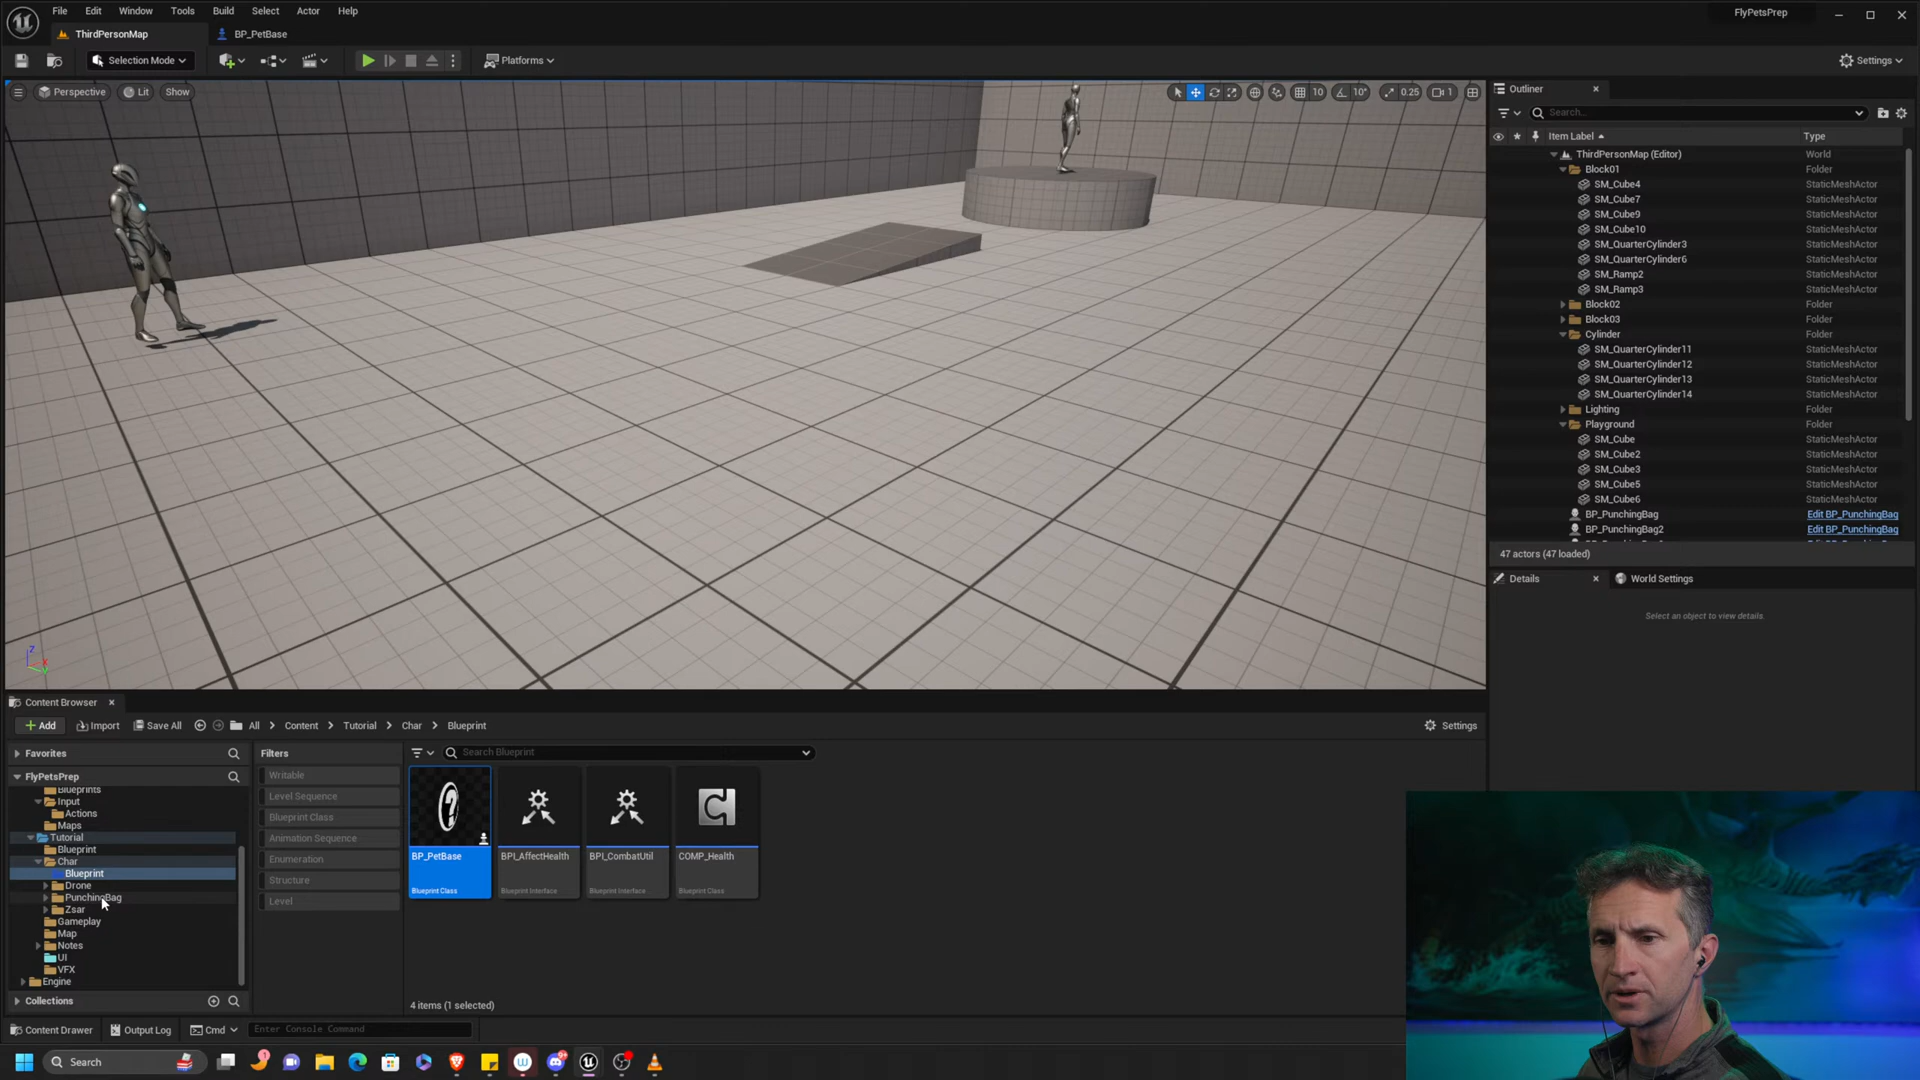 File Edit Window Tools Build Select Actor Help
FlyPetsPrep
ThirdPersonMap
BP_PetBase
Selection Mode
Platforms
Settings
Perspective
Lit
Show
10
10°
0.25
1
Outliner
Search...
Item Label
Type
ThirdPersonMap (Editor) World
Block01 Folder
SM_Cube4 StaticMeshActor
SM_Cube7 StaticMeshActor
SM_Cube9 StaticMeshActor
SM_Cube10 StaticMeshActor
SM_QuarterCylinder3 StaticMeshActor
SM_QuarterCylinder6 StaticMeshActor
SM_Ramp2 StaticMeshActor
SM_Ramp3 StaticMeshActor
Block02 Folder
Block03 Folder
Cylinder Folder
SM_QuarterCylinder11 StaticMeshActor
SM_QuarterCylinder12 StaticMeshActor
SM_QuarterCylinder13 StaticMeshActor
SM_QuarterCylinder14 StaticMeshActor
Lighting Folder
Playground Folder
SM_Cube StaticMeshActor
SM_Cube2 StaticMeshActor
SM_Cube3 StaticMeshActor
SM_Cube5 StaticMeshActor
SM_Cube6 StaticMeshActor
BP_PunchingBag Edit BP_PunchingBag
BP_PunchingBag2 Edit BP_PunchingBag
47 actors (47 loaded)
Details
World Settings
Select an object to view details
Z
X
Y
Content Browser
Add
Import
Save All
All
Content
Tutorial
Char
Blueprint
Settings
Favorites
FlyPetsPrep
Blueprints
Input
Actions
Maps
Tutorial
Blueprint
Char
Blueprint
Drone
PunchingBag
Zsar
Gameplay
Map
Notes
UI
VFX
Engine
Collections
Filters
Writable
Level Sequence
Blueprint Class
Animation Sequence
Enumeration
Structure
Level
Search Blueprint
BP_PetBase
Blueprint Class
BPI_AffectHealth
Blueprint Interface
BPI_CombatUtil
Blueprint Interface
COMP_Health
Blueprint Class
4 items (1 selected)
Content Drawer
Output Log
Cmd
Enter Console Command
Search